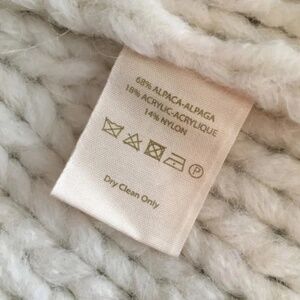 68% ALPACA-ALPAGA
18% ACRYLIC-ACRYLIQUE
14% NYLON
P
Dry Clean Only